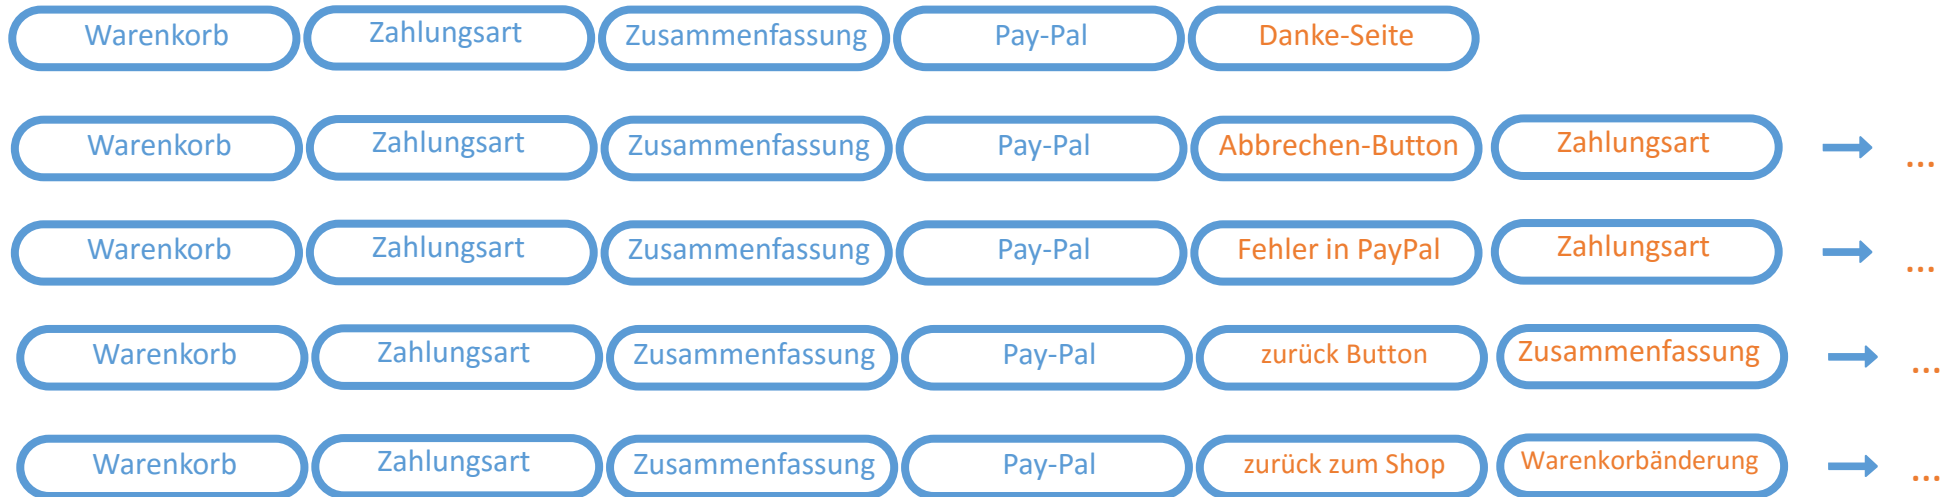 Warenkorb Zahlungsart Zusammenfassung Pay-Pal Danke-Seite
Warenkorb Zahlungsart Zusammenfassung Pay-Pal Abbrechen-Button Zahlungsart ...
Warenkorb Zahlungsart Zusammenfassung Pay-Pal Fehler in PayPal Zahlungsart ...
Warenkorb Zahlungsart Zusammenfassung Pay-Pal zurück Button Zusammenfassung ...
Warenkorb Zahlungsart Zusammenfassung Pay-Pal zurück zum Shop Warenkorbänderung ...